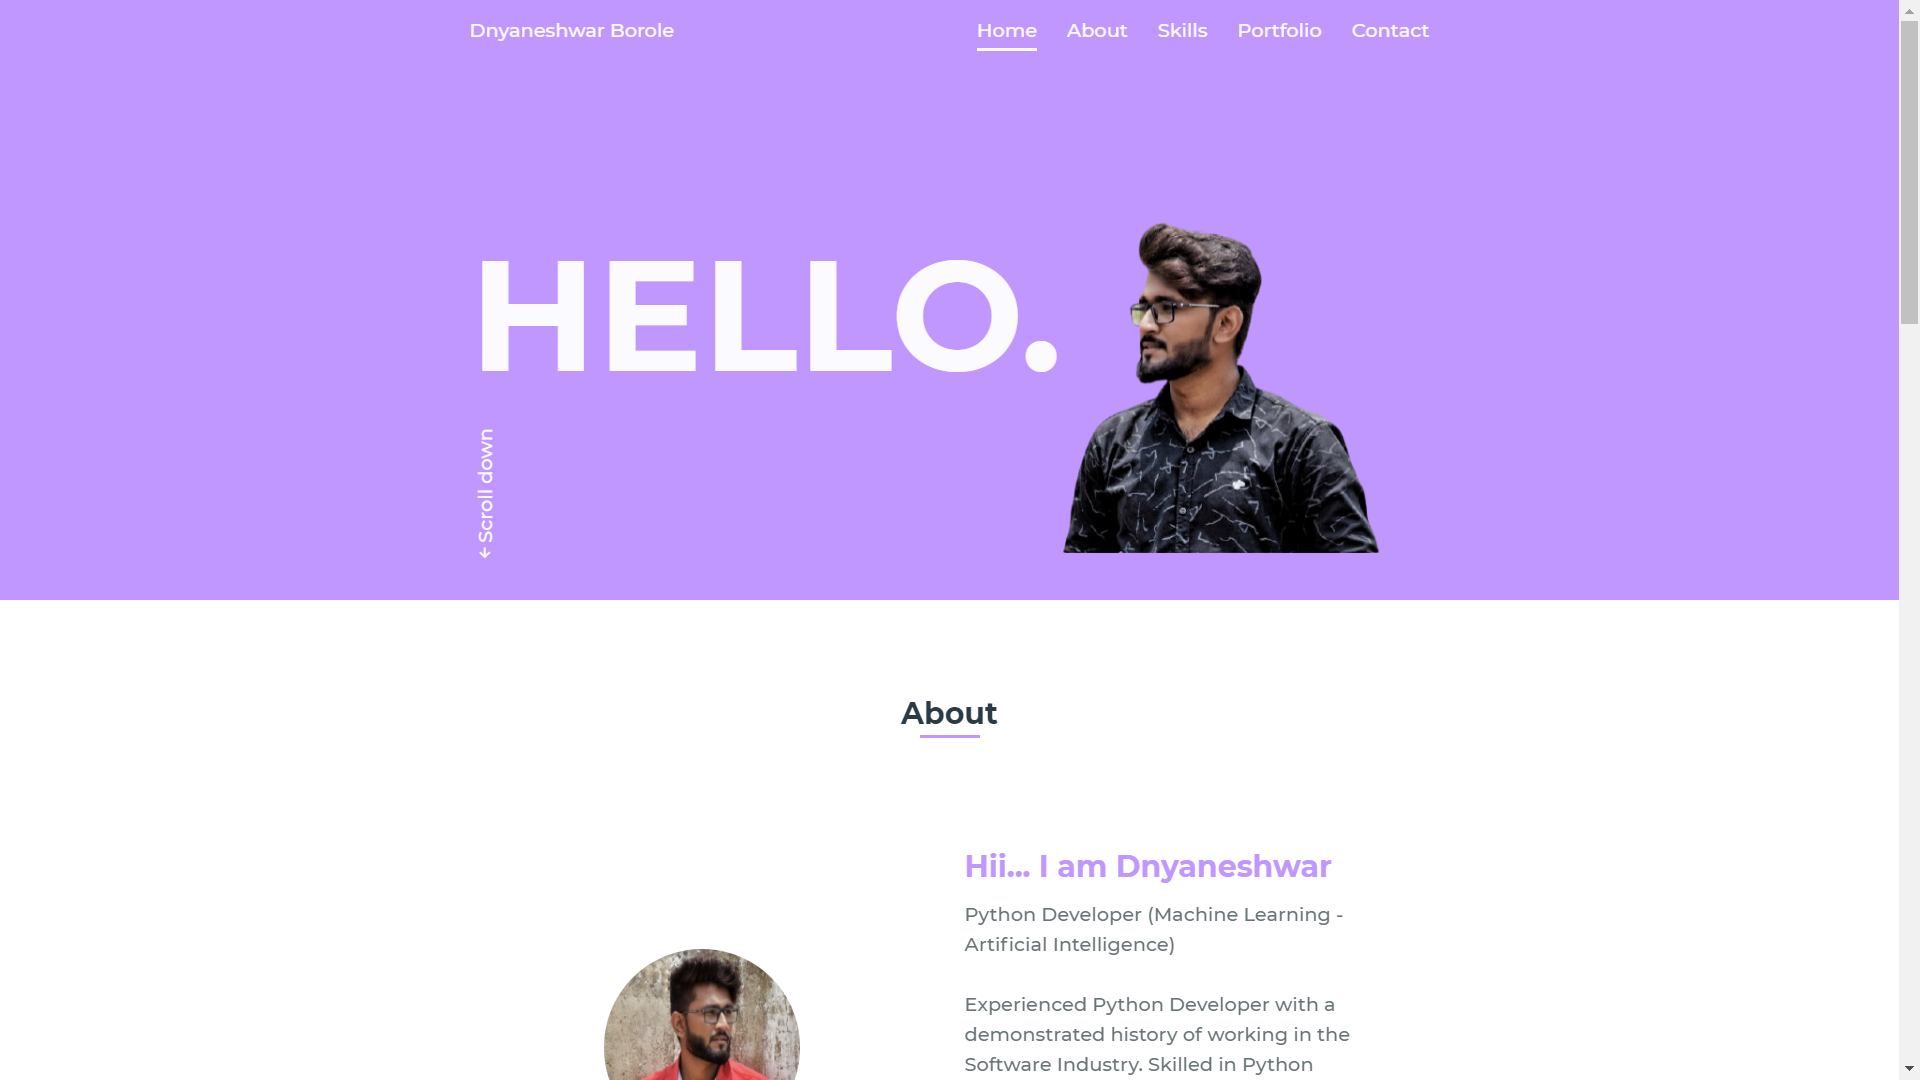 Dnyaneshwar Borole
Home About Skills Portfolio Contact
HELLO.
← Scroll down
About
Hii... I am Dnyaneshwar
Python Developer (Machine Learning -
Artificial Intelligence)
Experienced Python Developer with a
demonstrated history of working in the
Software Industry. Skilled in Python